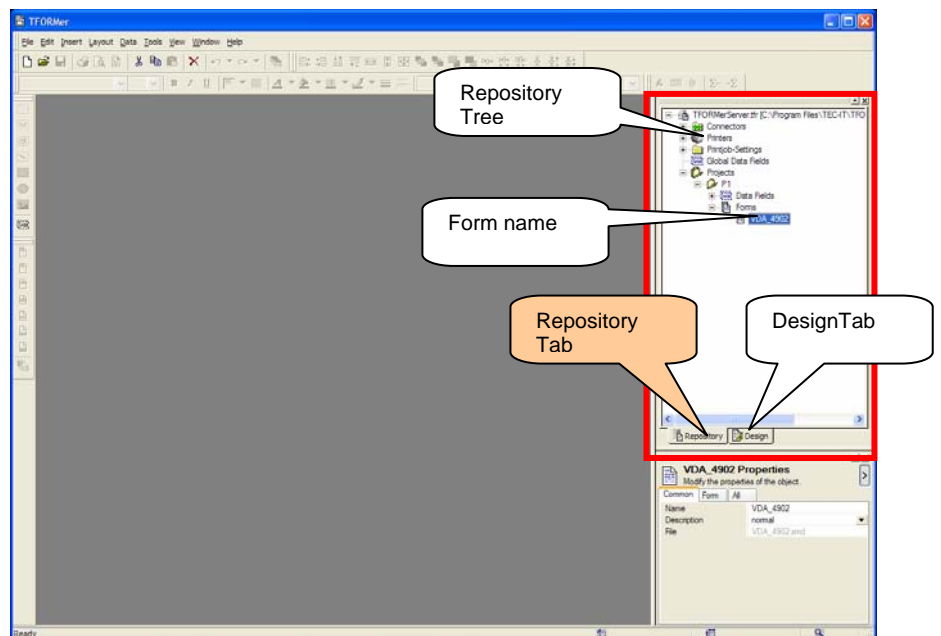 TFORMer
File Edit Insert Layout Data Tools View Window Help
Repository
Tree
TFORMerServer.tfr [C:\Program Files\TEC-IT\TFO
Connectors
Printers
Printjob-Settings
Global Data Fields
Projects
P1
Data Fields
Forms
VDA_4902
Form name
Repository
Tab
DesignTab
Repository Design
VDA_4902 Properties
Modify the properties of the object.
Common Form All
Name VDA_4902
Description normal
File VDA_4902.xml
Ready